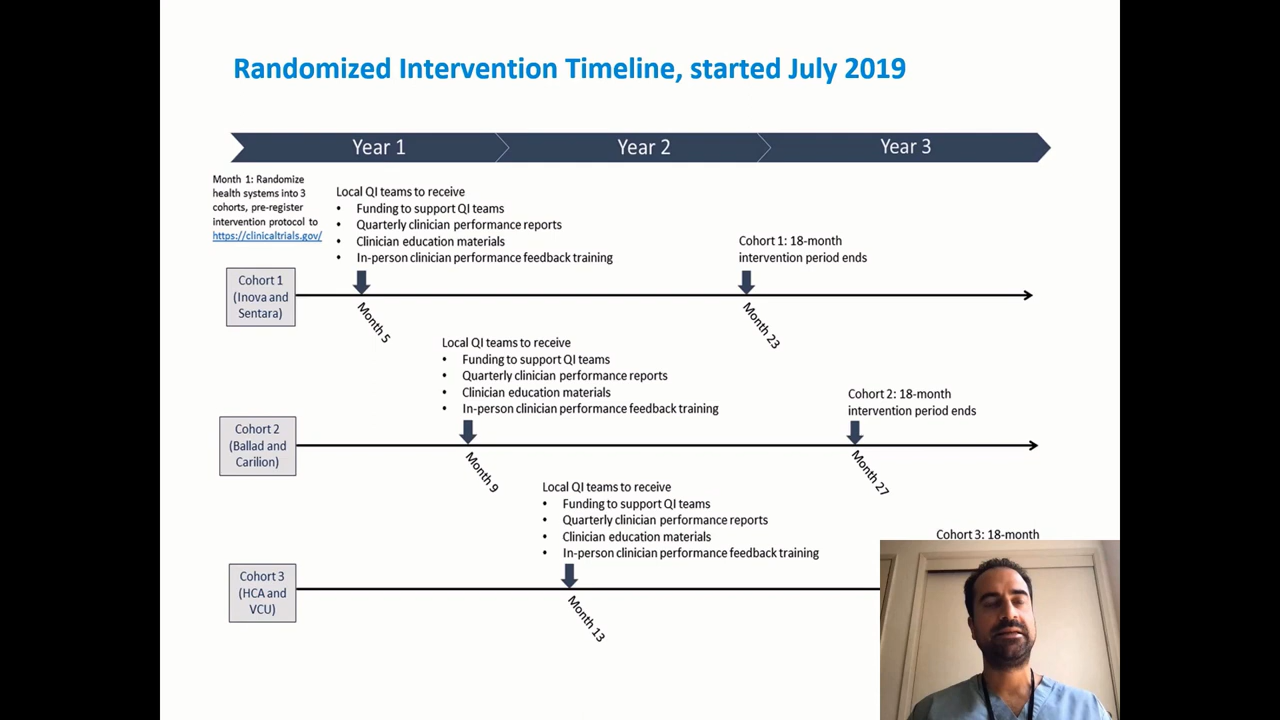 Randomized Intervention Timeline, started July 2019
Year 1
Year 2
Year 3
Month 1: Randomize
health systems into 3
cohorts, pre-register
intervention protocol to
https://clinicaltrials.gov/
Local QI teams to receive
• Funding to support QI teams
• Quarterly clinician performance reports
• Clinician education materials
• In-person clinician performance feedback training
Cohort 1: 18-month
intervention period ends
Cohort 1
(Inova and
Sentara)
Month 5
Month 23
Local QI teams to receive
• Funding to support QI teams
• Quarterly clinician performance reports
• Clinician education materials
• In-person clinician performance feedback training
Cohort 2: 18-month
intervention period ends
Cohort 2
(Ballad and
Carilion)
Month 9
Month 27
Local QI teams to receive
• Funding to support QI teams
• Quarterly clinician performance reports
• Clinician education materials
• In-person clinician performance feedback training
Cohort 3: 18-month
Cohort 3
(HCA and
VCU)
Month 13